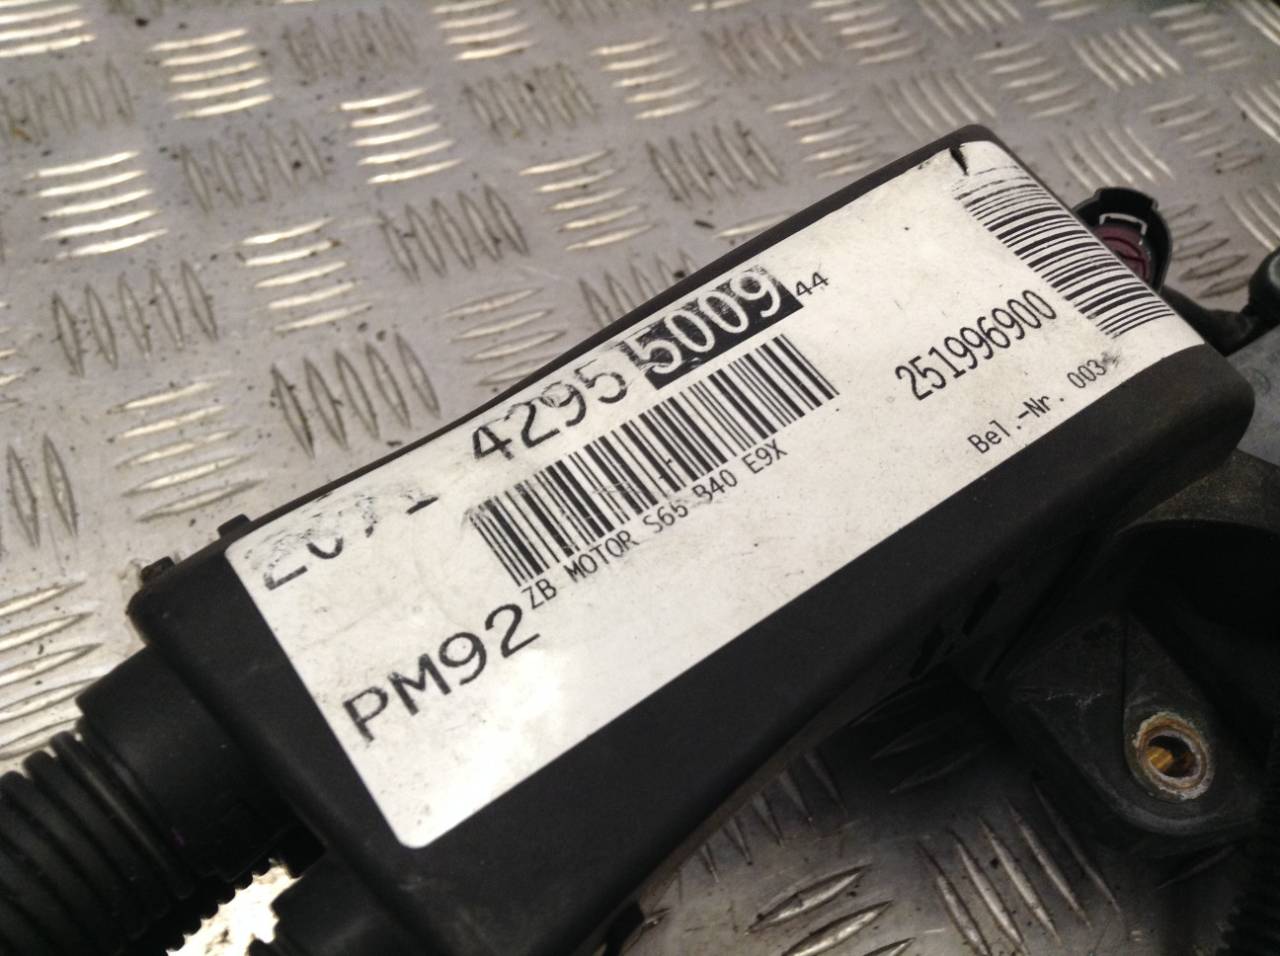 4295 5009 44
ZB MOTOR S65 B40 E9X
PM92
251996900
Bel.-Nr. 003